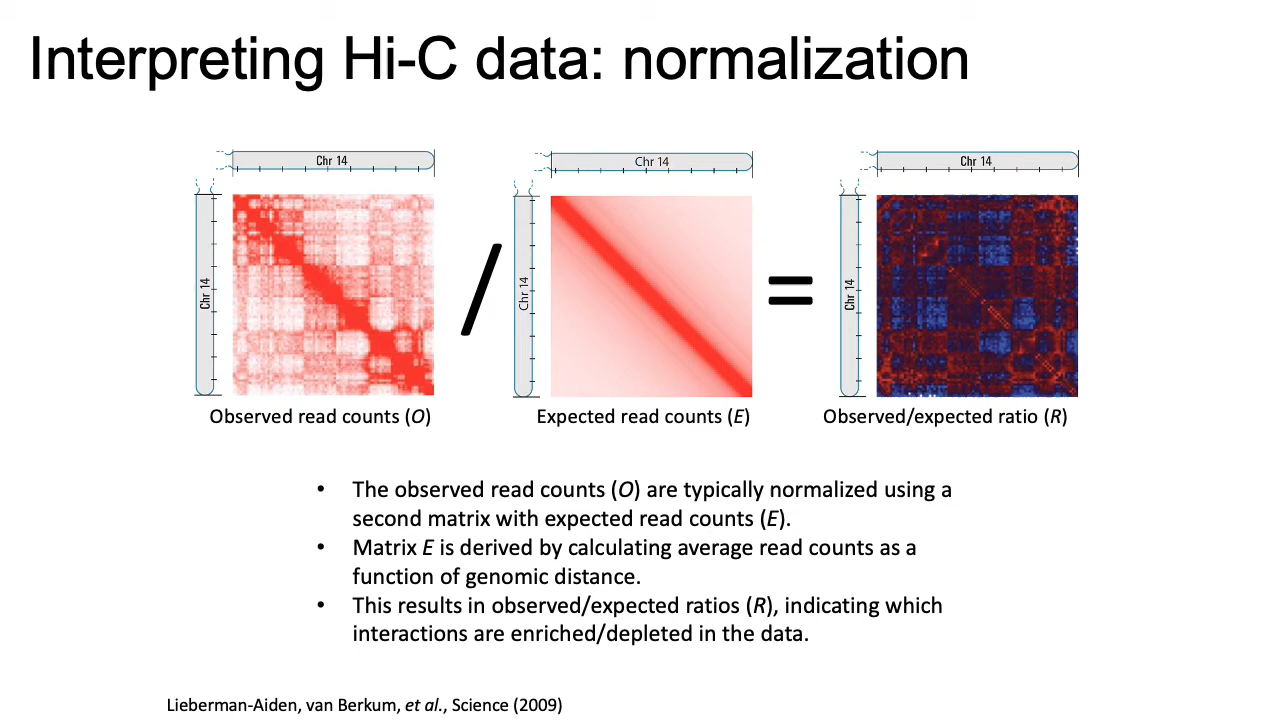 Interpreting Hi-C data: normalization
Chr 14
Chr 14
Chr 14
Chr 14
Chr 14
Chr 14
/
=
Observed read counts (O)
Expected read counts (E)
Observed/expected ratio (R)
• The observed read counts (O) are typically normalized using a
second matrix with expected read counts (E).
• Matrix E is derived by calculating average read counts as a
function of genomic distance.
• This results in observed/expected ratios (R), indicating which
interactions are enriched/depleted in the data.
Lieberman-Aiden, van Berkum, et al., Science (2009)